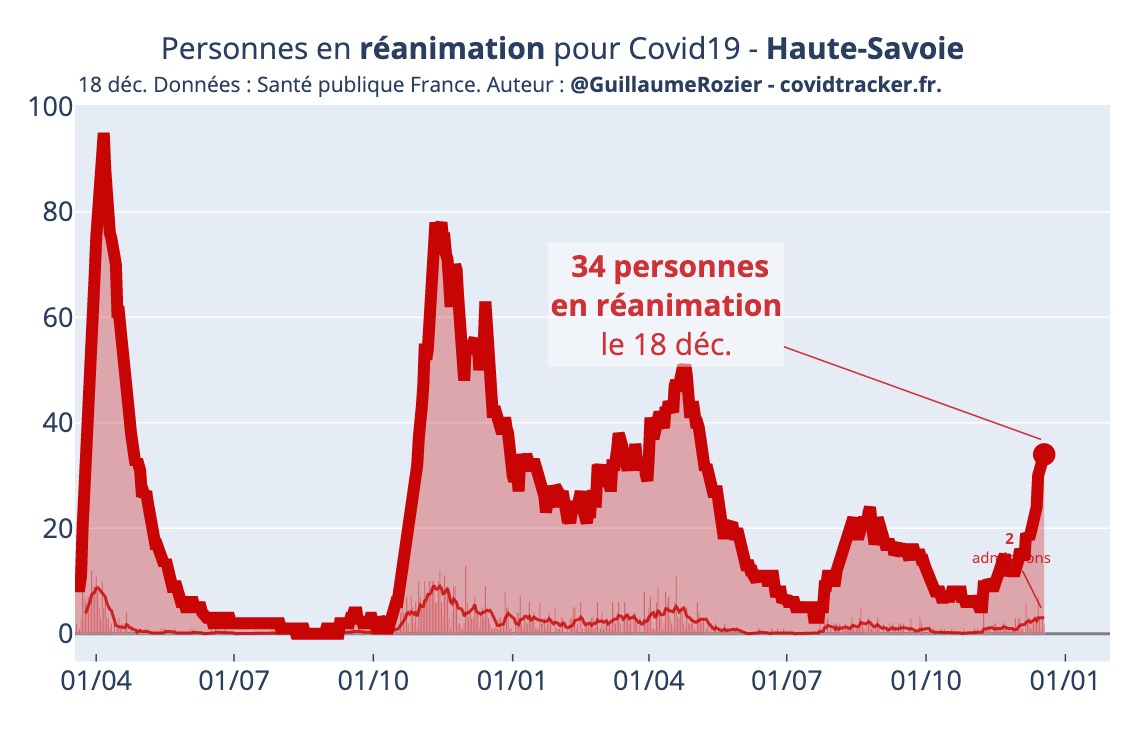 Personnes en réanimation pour Covid19 - Haute-Savoie
18 déc. Données : Santé publique France. Auteur : @GuillaumeRozier - covidtracker.fr.
100
80
60
40
20
0
34 personnes
en réanimation
le 18 déc.
2
admissions
01/04
01/07
01/10
01/01
01/04
01/07
01/10
01/01